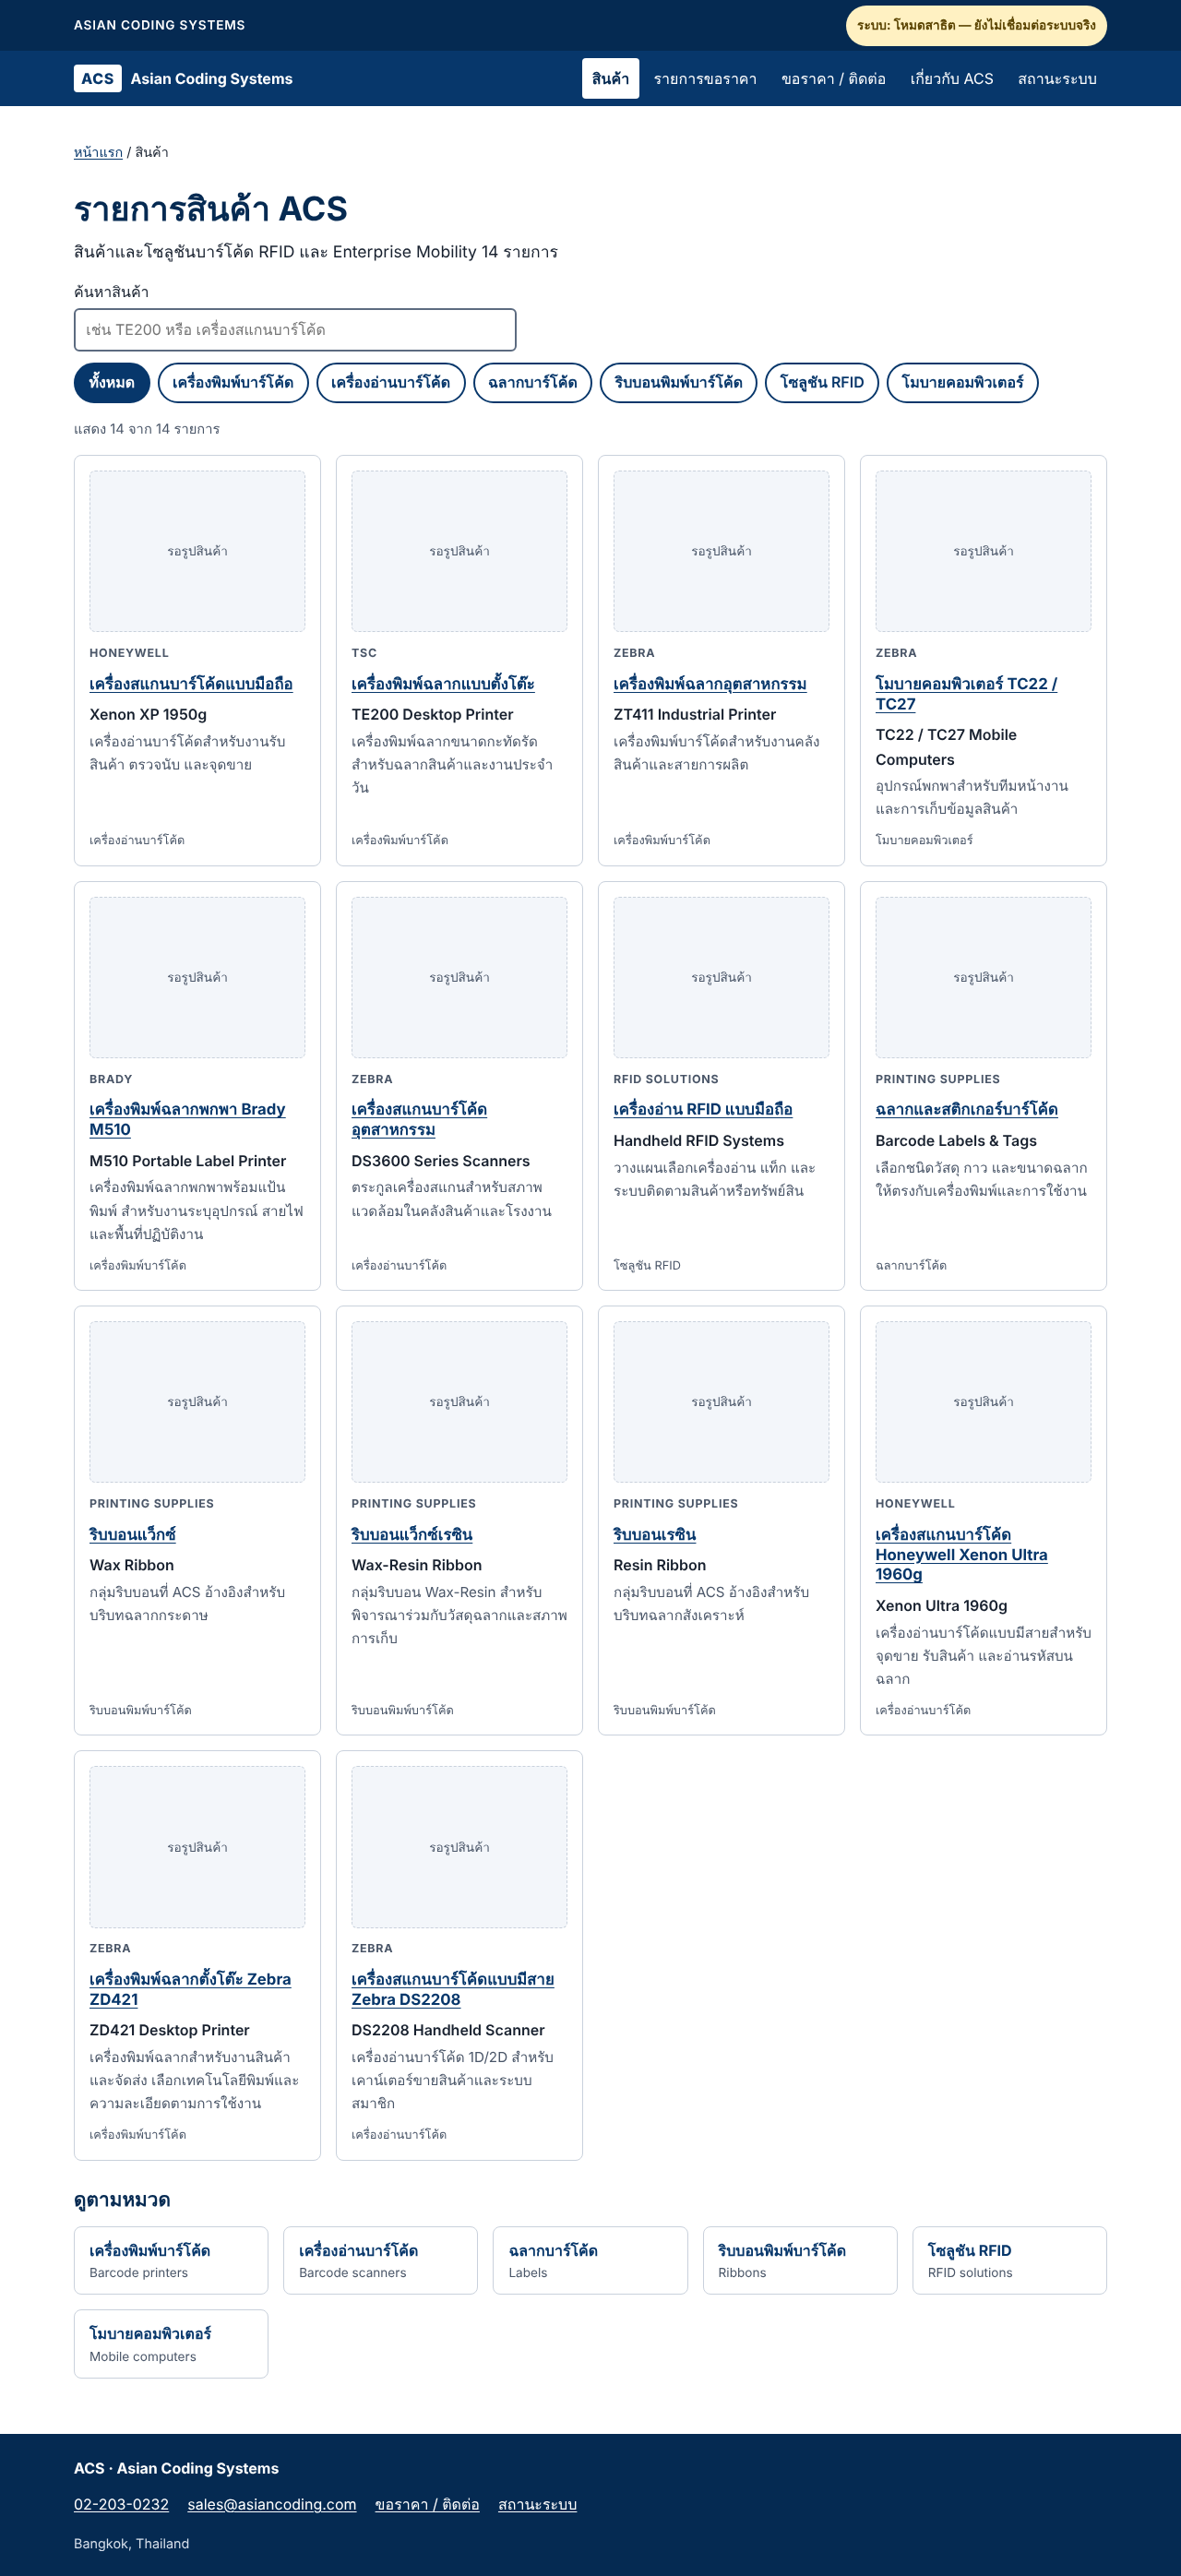 ASIAN CODING SYSTEMS
ระบบ: โหมดสาธิต — ยังไม่เชื่อมต่อระบบจริง
ACS Asian Coding Systems
สินค้า
รายการขอราคา
ขอราคา / ติดต่อ
เกี่ยวกับ ACS
สถานะระบบ
หน้าแรก / สินค้า
รายการสินค้า ACS
สินค้าและโซลูชันบาร์โค้ด RFID และ Enterprise Mobility 14 รายการ
ค้นหาสินค้า
เช่น TE200 หรือ เครื่องสแกนบาร์โค้ด
ทั้งหมด
เครื่องพิมพ์บาร์โค้ด
เครื่องอ่านบาร์โค้ด
ฉลากบาร์โค้ด
ริบบอนพิมพ์บาร์โค้ด
โซลูชัน RFID
โมบายคอมพิวเตอร์
แสดง 14 จาก 14 รายการ
รอรูปสินค้า
HONEYWELL
เครื่องสแกนบาร์โค้ดแบบมือถือ
Xenon XP 1950g
เครื่องอ่านบาร์โค้ดสำหรับงานรับ
สินค้า ตรวจนับ และจุดขาย
เครื่องอ่านบาร์โค้ด
รอรูปสินค้า
TSC
เครื่องพิมพ์ฉลากแบบตั้งโต๊ะ
TE200 Desktop Printer
เครื่องพิมพ์ฉลากขนาดกะทัดรัด
สำหรับฉลากสินค้าและงานประจำ
วัน
เครื่องพิมพ์บาร์โค้ด
รอรูปสินค้า
ZEBRA
เครื่องพิมพ์ฉลากอุตสาหกรรม
ZT411 Industrial Printer
เครื่องพิมพ์บาร์โค้ดสำหรับงานคลัง
สินค้าและสายการผลิต
เครื่องพิมพ์บาร์โค้ด
รอรูปสินค้า
ZEBRA
โมบายคอมพิวเตอร์ TC22 /
TC27
TC22 / TC27 Mobile
Computers
อุปกรณ์พกพาสำหรับทีมหน้างาน
และการเก็บข้อมูลสินค้า
โมบายคอมพิวเตอร์
รอรูปสินค้า
BRADY
เครื่องพิมพ์ฉลากพกพา Brady
M510
M510 Portable Label Printer
เครื่องพิมพ์ฉลากพกพาพร้อมแป้น
พิมพ์ สำหรับงานระบุอุปกรณ์ สายไฟ
และพื้นที่ปฏิบัติงาน
เครื่องพิมพ์บาร์โค้ด
รอรูปสินค้า
ZEBRA
เครื่องสแกนบาร์โค้ด
อุตสาหกรรม
DS3600 Series Scanners
ตระกูลเครื่องสแกนสำหรับสภาพ
แวดล้อมในคลังสินค้าและโรงงาน
เครื่องอ่านบาร์โค้ด
รอรูปสินค้า
RFID SOLUTIONS
เครื่องอ่าน RFID แบบมือถือ
Handheld RFID Systems
วางแผนเลือกเครื่องอ่าน แท็ก และ
ระบบติดตามสินค้าหรือทรัพย์สิน
โซลูชัน RFID
รอรูปสินค้า
PRINTING SUPPLIES
ฉลากและสติกเกอร์บาร์โค้ด
Barcode Labels & Tags
เลือกชนิดวัสดุ กาว และขนาดฉลาก
ให้ตรงกับเครื่องพิมพ์และการใช้งาน
ฉลากบาร์โค้ด
รอรูปสินค้า
PRINTING SUPPLIES
ริบบอนแว็กซ์
Wax Ribbon
กลุ่มริบบอนที่ ACS อ้างอิงสำหรับ
บริบทฉลากกระดาษ
ริบบอนพิมพ์บาร์โค้ด
รอรูปสินค้า
PRINTING SUPPLIES
ริบบอนแว็กซ์เรซิน
Wax-Resin Ribbon
กลุ่มริบบอน Wax-Resin สำหรับ
พิจารณาร่วมกับวัสดุฉลากและสภาพ
การเก็บ
ริบบอนพิมพ์บาร์โค้ด
รอรูปสินค้า
PRINTING SUPPLIES
ริบบอนเรซิน
Resin Ribbon
กลุ่มริบบอนที่ ACS อ้างอิงสำหรับ
บริบทฉลากสังเคราะห์
ริบบอนพิมพ์บาร์โค้ด
รอรูปสินค้า
HONEYWELL
เครื่องสแกนบาร์โค้ด
Honeywell Xenon Ultra
1960g
Xenon Ultra 1960g
เครื่องอ่านบาร์โค้ดแบบมีสายสำหรับ
จุดขาย รับสินค้า และอ่านรหัสบน
ฉลาก
เครื่องอ่านบาร์โค้ด
รอรูปสินค้า
ZEBRA
เครื่องพิมพ์ฉลากตั้งโต๊ะ Zebra
ZD421
ZD421 Desktop Printer
เครื่องพิมพ์ฉลากสำหรับงานสินค้า
และจัดส่ง เลือกเทคโนโลยีพิมพ์และ
ความละเอียดตามการใช้งาน
เครื่องพิมพ์บาร์โค้ด
รอรูปสินค้า
ZEBRA
เครื่องสแกนบาร์โค้ดแบบมีสาย
Zebra DS2208
DS2208 Handheld Scanner
เครื่องอ่านบาร์โค้ด 1D/2D สำหรับ
เคาน์เตอร์ขายสินค้าและระบบ
สมาชิก
เครื่องอ่านบาร์โค้ด
ดูตามหมวด
เครื่องพิมพ์บาร์โค้ด
Barcode printers
เครื่องอ่านบาร์โค้ด
Barcode scanners
ฉลากบาร์โค้ด
Labels
ริบบอนพิมพ์บาร์โค้ด
Ribbons
โซลูชัน RFID
RFID solutions
โมบายคอมพิวเตอร์
Mobile computers
ACS · Asian Coding Systems
02-203-0232
sales@asiancoding.com
ขอราคา / ติดต่อ
สถานะระบบ
Bangkok, Thailand